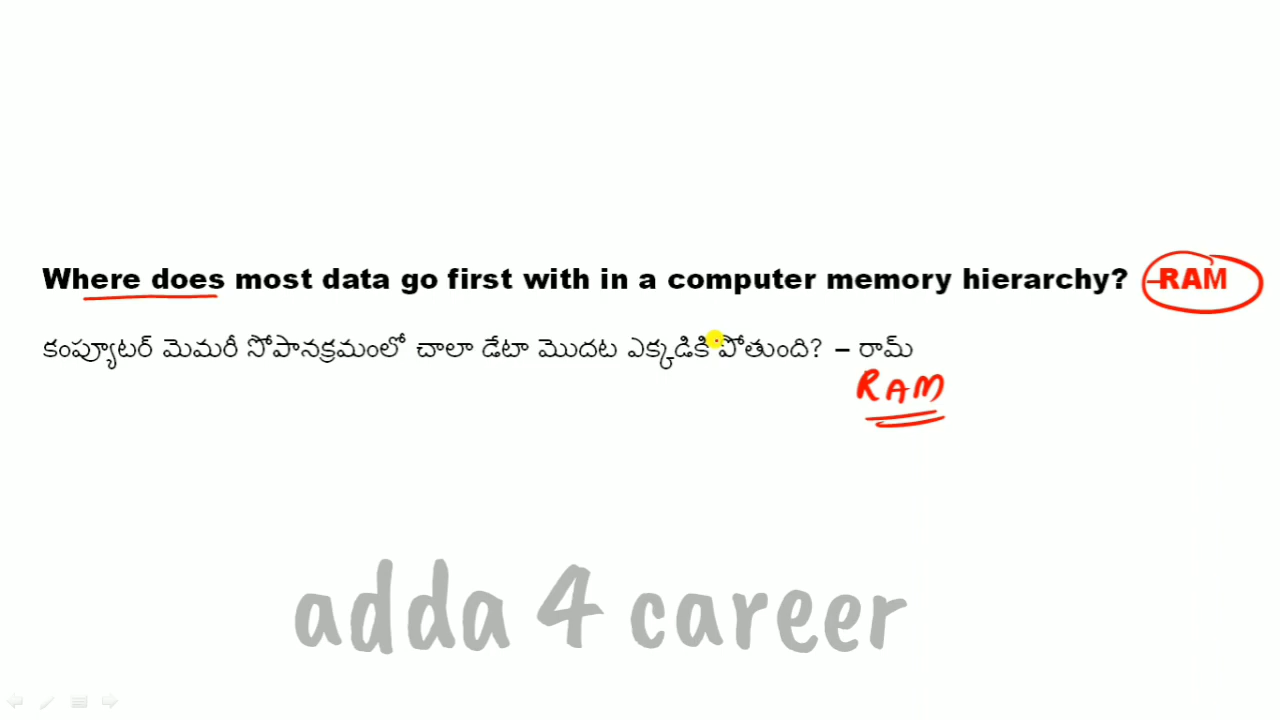 Where does most data go first with in a computer memory hierarchy? –RAM
కంప్యూటర్ మెమరీ సోపానక్రమంలో చాలా డేటా మొదట ఎక్కడికి పోతుంది? – రామ్
RAM
adda 4 career